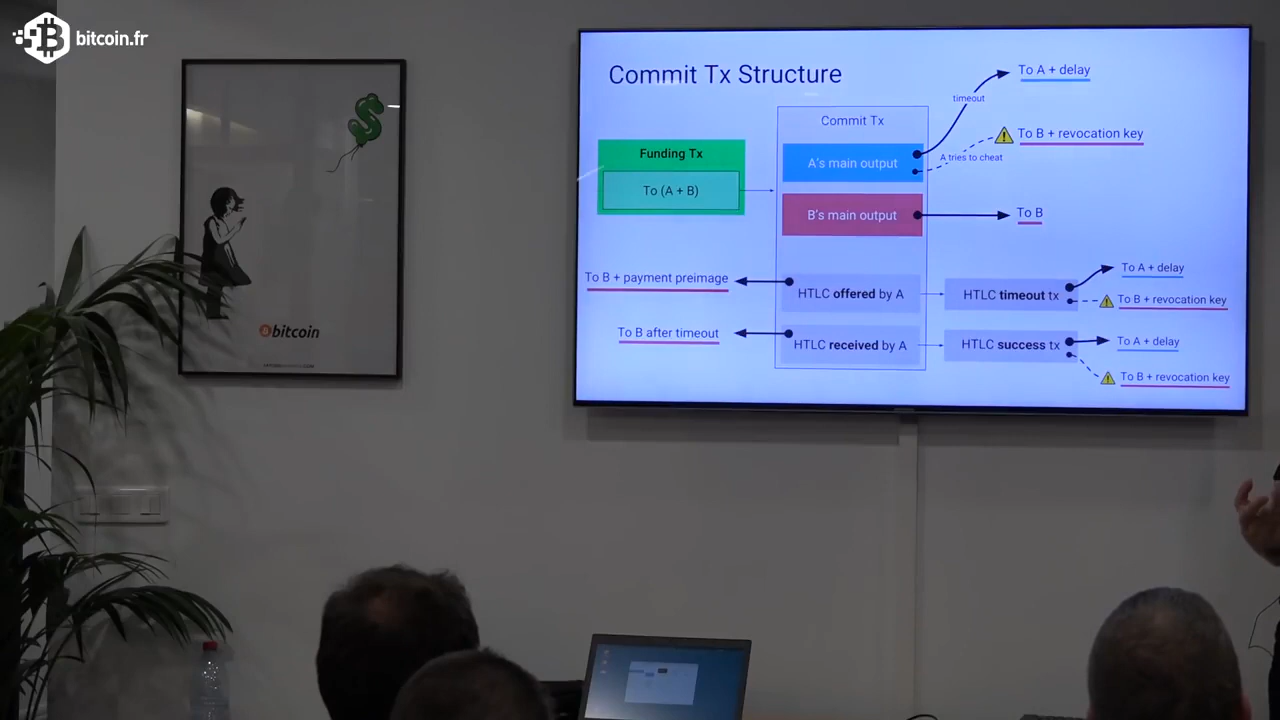 bitcoin.fr
bitcoin
Commit Tx Structure
Funding Tx
To (A + B)
Commit Tx
A's main output
B's main output
HTLC offered by A
HTLC received by A
timeout
A tries to cheat
To A + delay
To B + revocation key
To B
To B + payment preimage
To B after timeout
HTLC timeout tx
HTLC success tx
To A + delay
To B + revocation key
To A + delay
To B + revocation key